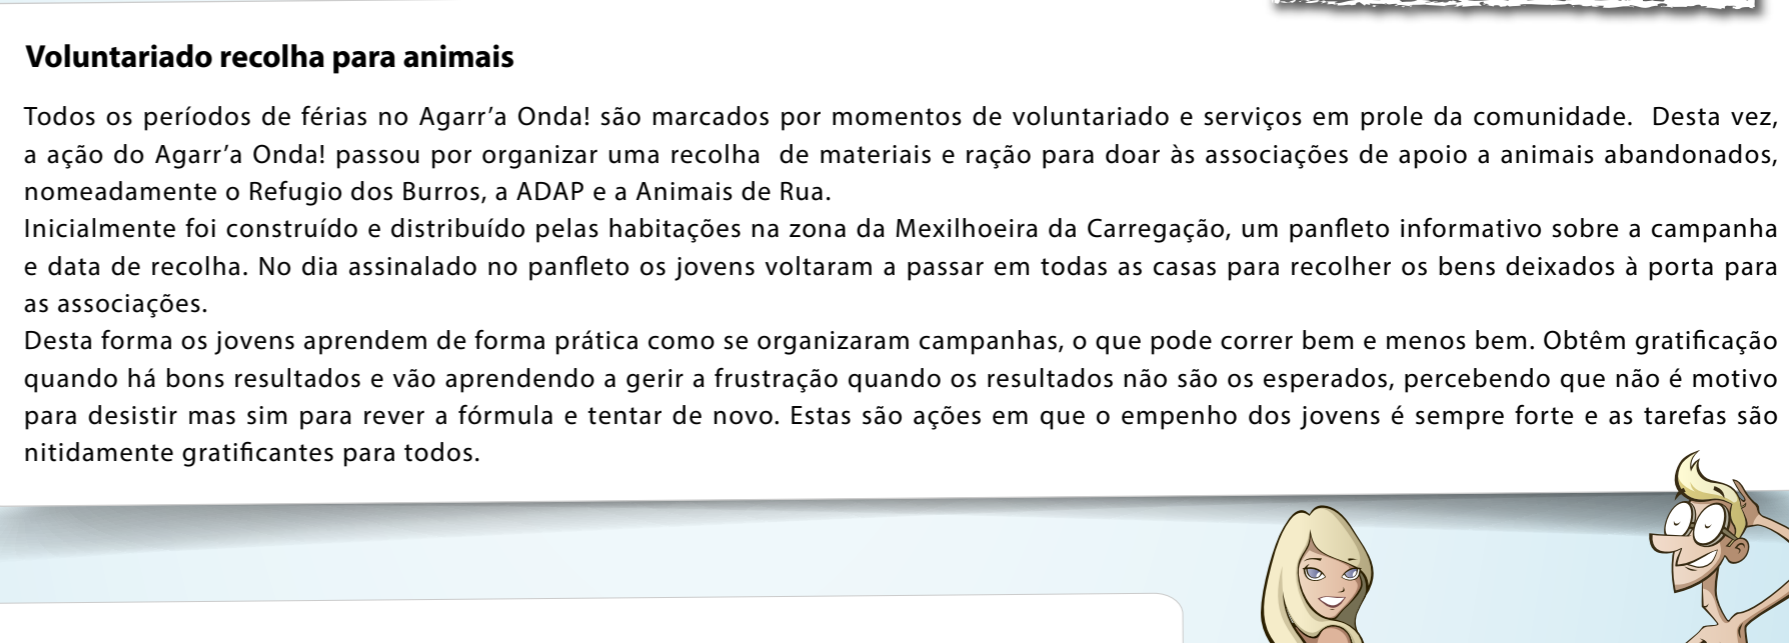 Voluntariado recolha para animais
Todos os períodos de férias no Agarr'a Onda! são marcados por momentos de voluntariado e serviços em prole da comunidade.  Desta vez,
a ação do Agarr'a Onda! passou por organizar uma recolha  de materiais e ração para doar às associações de apoio a animais abandonados,
nomeadamente o Refugio dos Burros, a ADAP e a Animais de Rua.
Inicialmente foi construído e distribuído pelas habitações na zona da Mexilhoeira da Carregação, um panfleto informativo sobre a campanha
e data de recolha. No dia assinalado no panfleto os jovens voltaram a passar em todas as casas para recolher os bens deixados à porta para
as associações.
Desta forma os jovens aprendem de forma prática como se organizaram campanhas, o que pode correr bem e menos bem. Obtêm gratificação
quando há bons resultados e vão aprendendo a gerir a frustração quando os resultados não são os esperados, percebendo que não é motivo
para desistir mas sim para rever a fórmula e tentar de novo. Estas são ações em que o empenho dos jovens é sempre forte e as tarefas são
nitidamente gratificantes para todos.